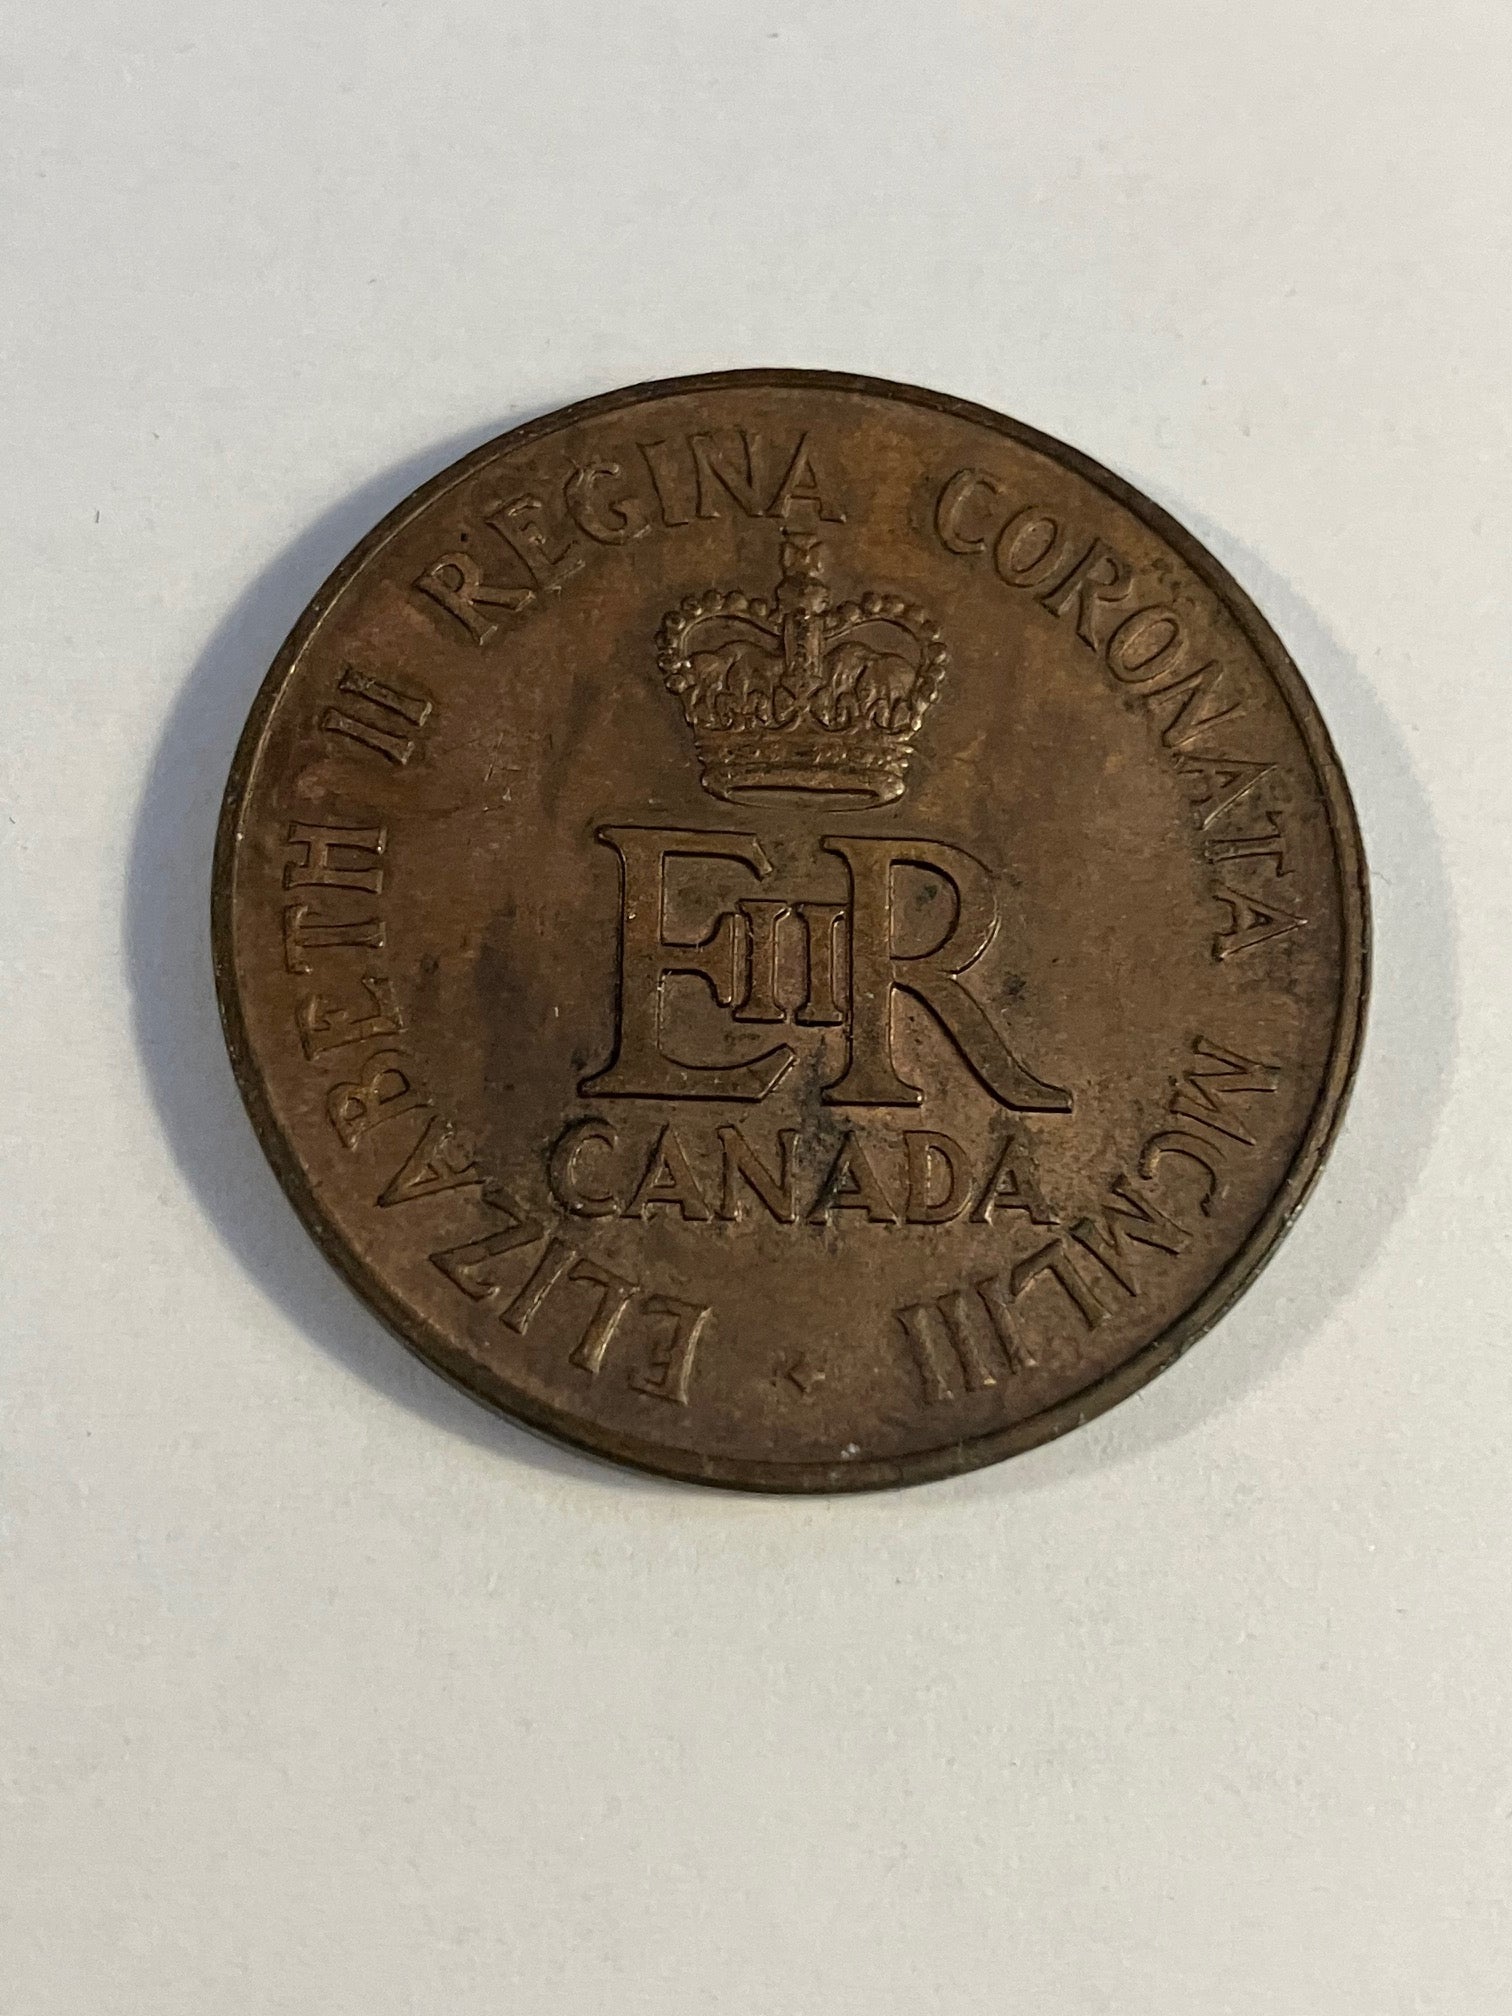 ELIZABETH II REGINA CORONATA MCMLIII
EIIR
CANADA